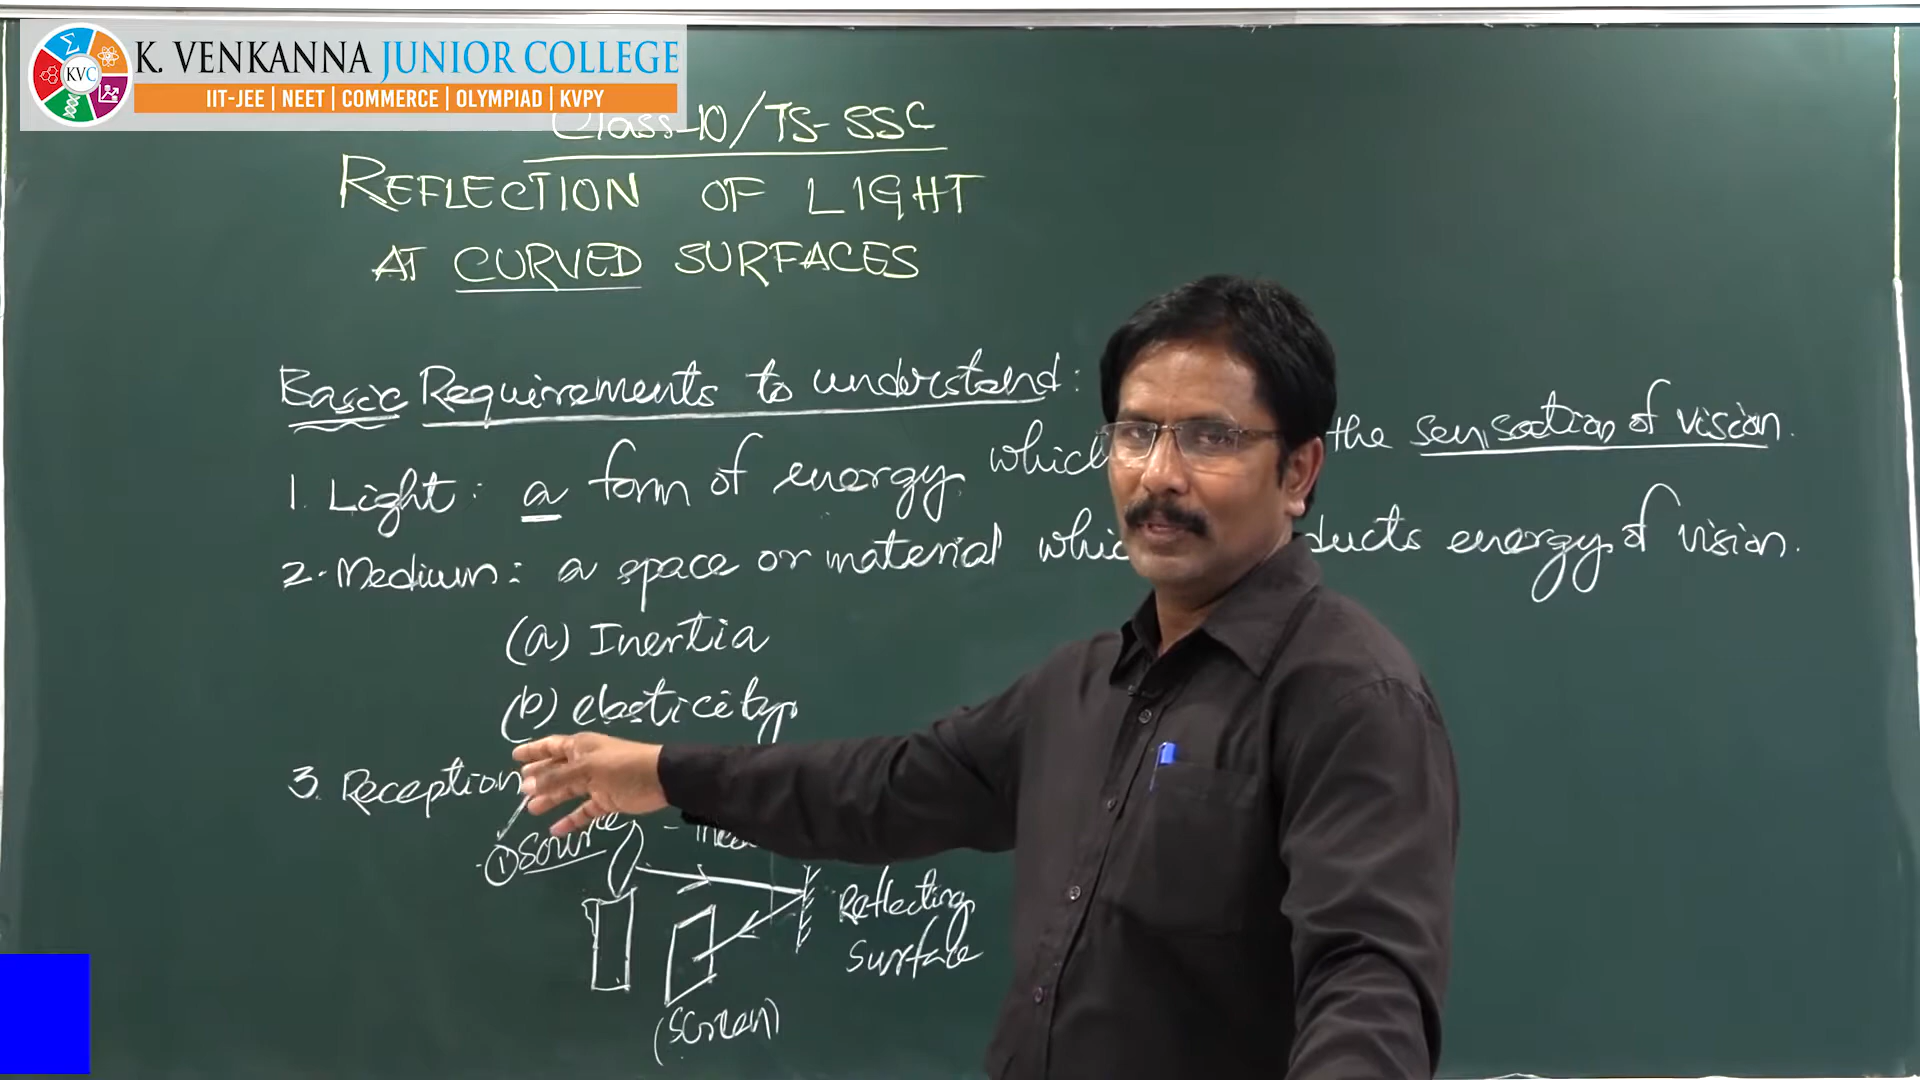 K. VENKANNA JUNIOR COLLEGE
KVC
IIT-JEE | NEET | COMMERCE | OLYMPIAD | KVPY
Class-10/TS-SSC
REFLECTION OF LIGHT
AT CURVED SURFACES
Basic Requirements to understand:
1. Light: a form of energy, which the sensation of vision.
2. Medium: a space or material which energy of vision.
(a) Inertia
(b) elasticity
3. Reception
① Source
Reflecting
Surface
(Screen)